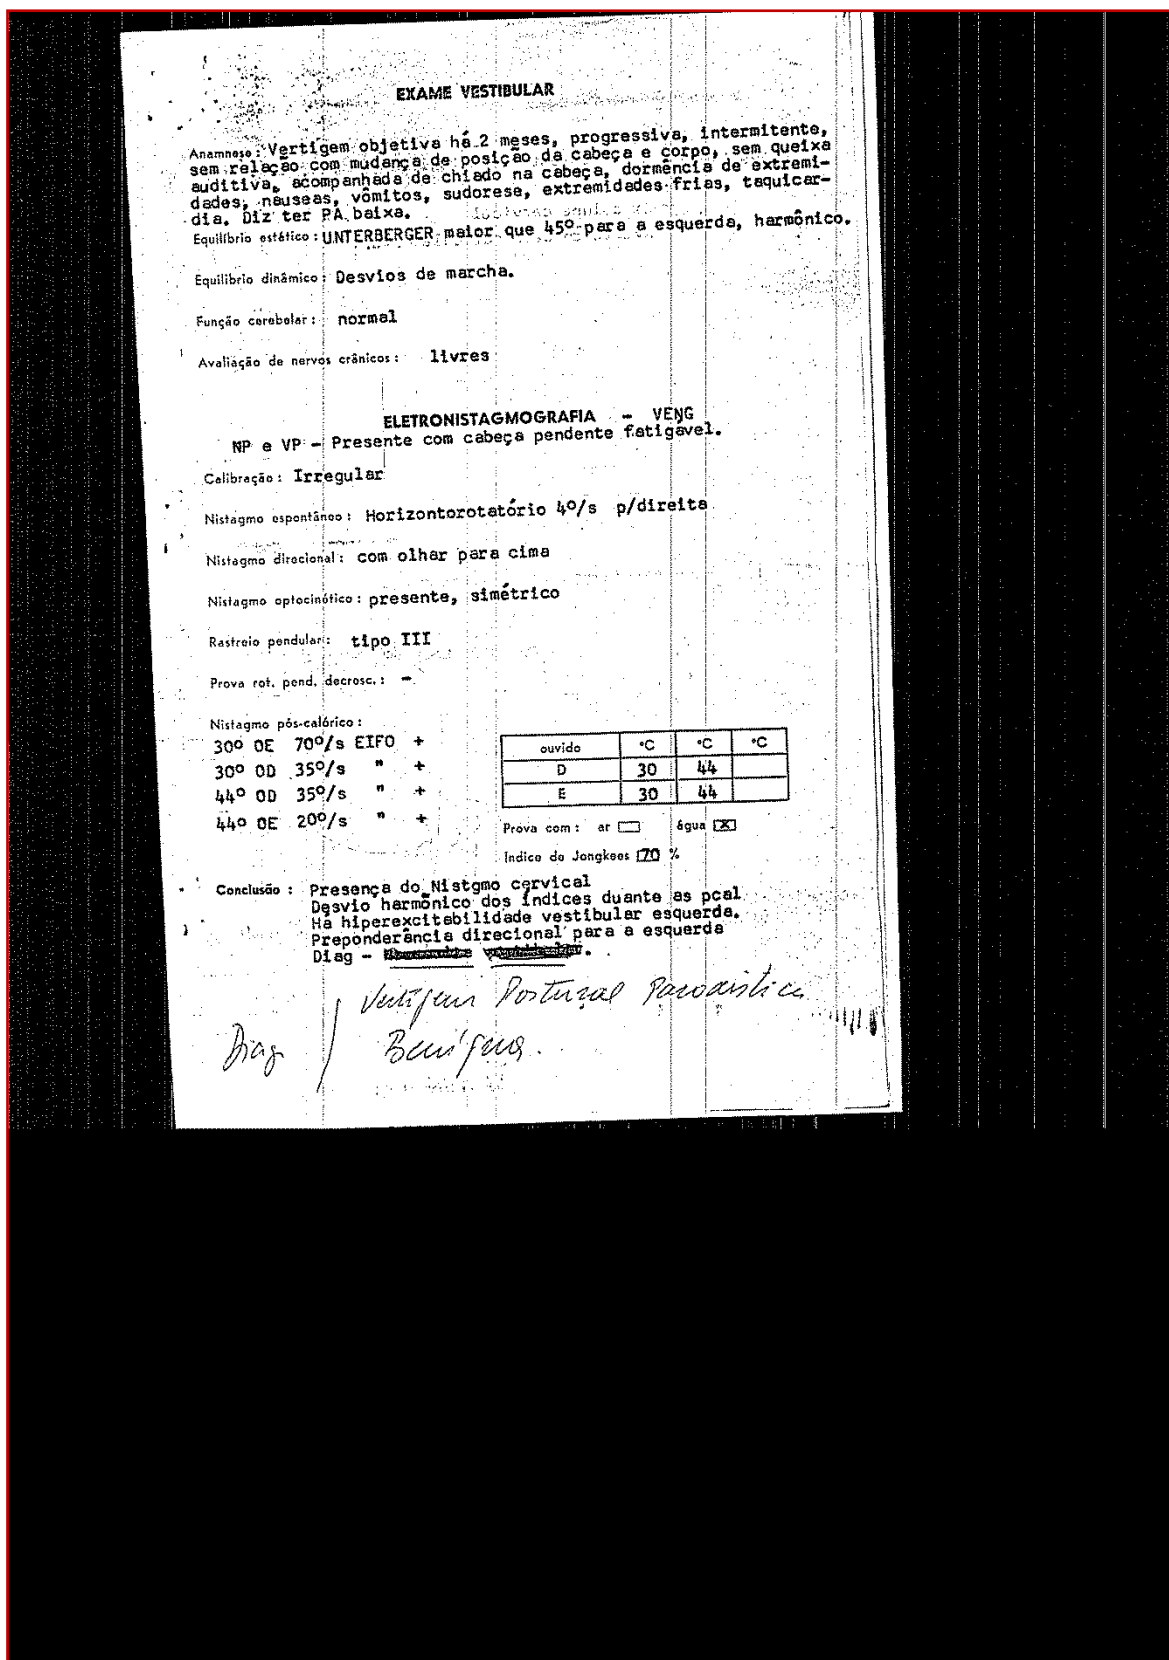 EXAME VESTIBULAR
Anamnese: Vertigem objetiva há 2 meses, progressiva, intermitente,
sem relação com mudança de posição da cabeça e corpo, sem queixa
auditiva, acompanhada de chiado na cabeça, dormência de extremi-
dades, nauseas, vômitos, sudorese, extremidades frias, taquicar-
dia. Diz ter PA baixa.
Equilíbrio estático: UNTERBERGER maior que 45º para a esquerda, harmônico.
Equilíbrio dinâmico: Desvios de marcha.
Função cerebelar: normal
Avaliação de nervos crânicos: livres
ELETRONISTAGMOGRAFIA - VENG
NP e VP - Presente com cabeça pendente fatigável.
Calibração: Irregular
Nistagmo espontâneo: Horizontorotatório 4º/s p/direita
Nistagmo direcional: com olhar para cima
Nistagmo optocinético: presente, simétrico
Rastreio pendular: tipo III
Prova rot. pend. decresc.: -
Nistagmo pós-calórico:
30º OE 70º/s EIFO +
30º OD 35º/s " +
44º OD 35º/s " +
44º OE 20º/s " +
ouvido ºC ºC ºC
D 30 44
E 30 44
Prova com: ar água X
Indice de Jongkees 70 %
Conclusão: Presença do Nistgmo cervical
Desvio harmônico dos índices duante as pcal
Há hiperexcitabilidade vestibular esquerda.
Preponderância direcional para a esquerda
Diag -
Vertigem Postural Paroxistica
Diag / Benigna.